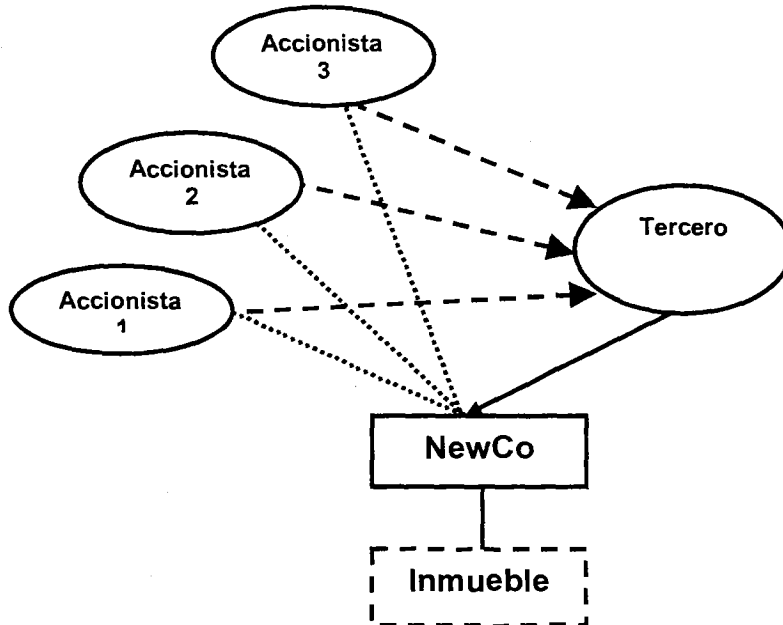 Accionista
3
Accionista
2
Tercero
Accionista
1
NewCo
Inmueble